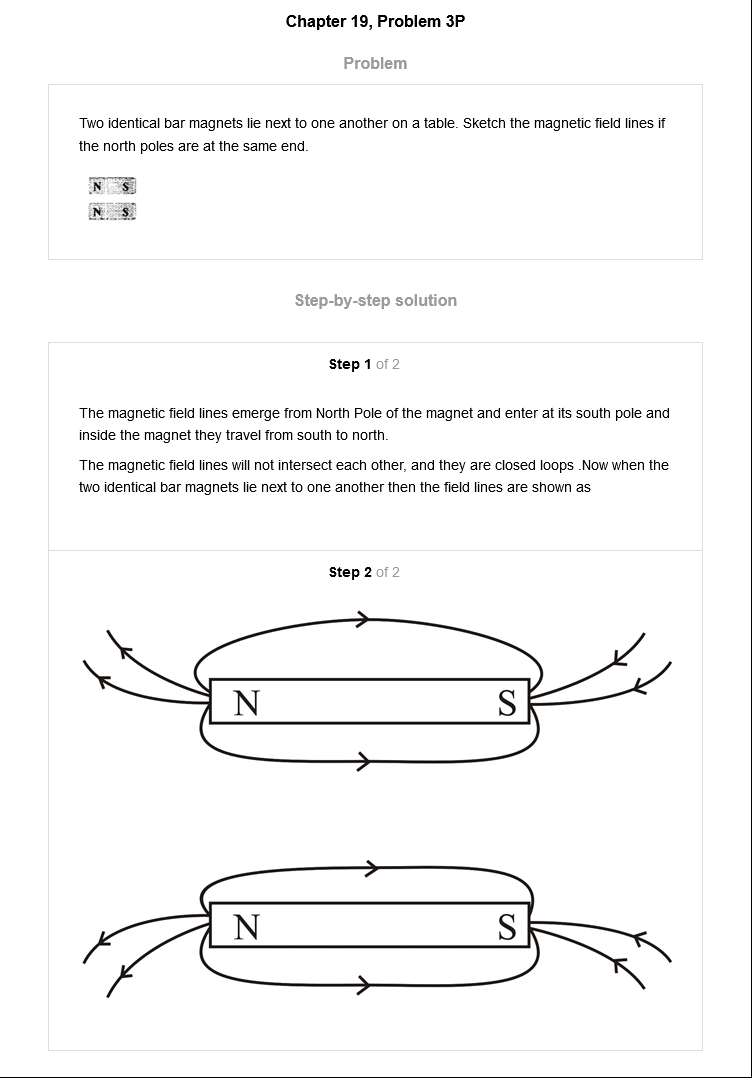 Chapter 19, Problem 3P
Problem
Two identical bar magnets lie next to one another on a table. Sketch the magnetic field lines if
the north poles are at the same end.
N S
N S
Step-by-step solution
Step 1 of 2
The magnetic field lines emerge from North Pole of the magnet and enter at its south pole and
inside the magnet they travel from south to north.
The magnetic field lines will not intersect each other, and they are closed loops .Now when the
two identical bar magnets lie next to one another then the field lines are shown as
Step 2 of 2
N S
N S